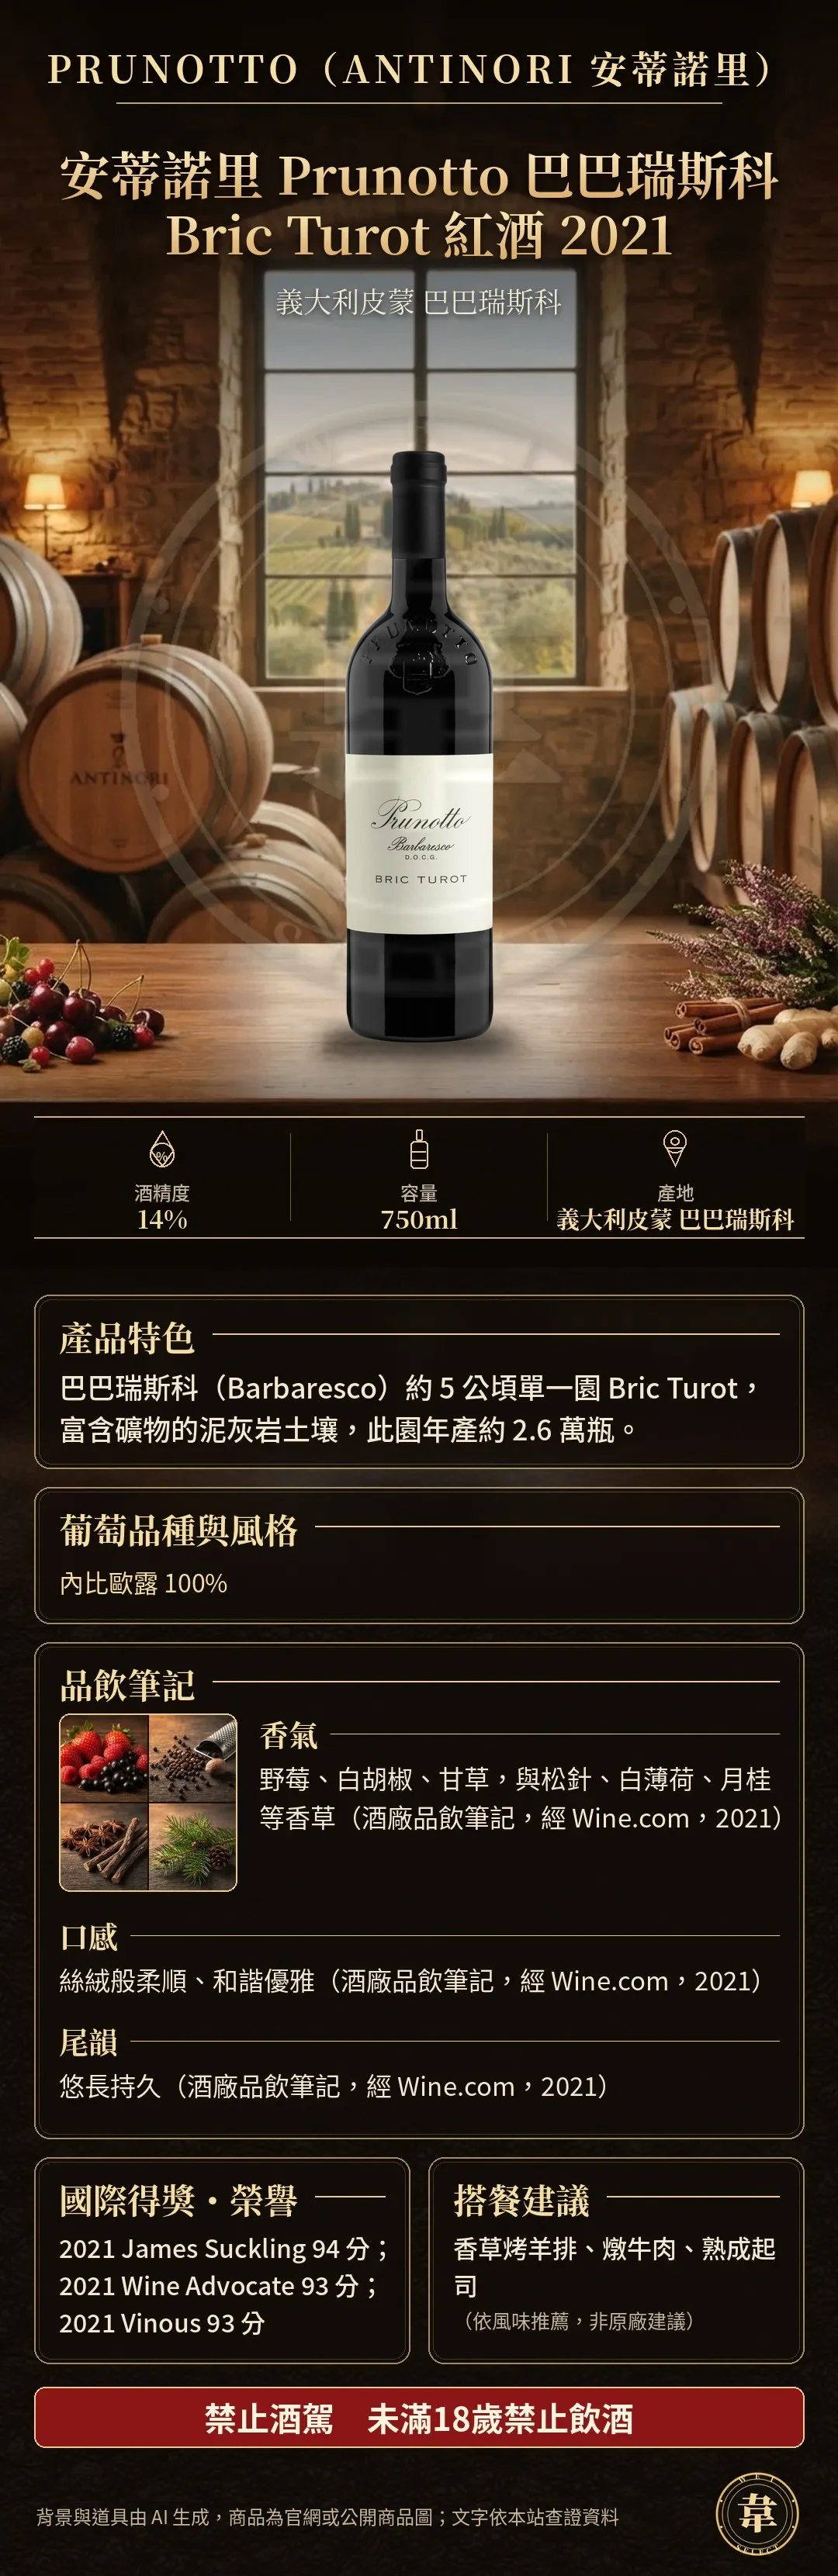 PRUNOTTO（ANTINORI 安蒂諾里）
安蒂諾里 Prunotto 巴巴瑞斯科
Bric Turot 紅酒 2021
義大利皮蒙 巴巴瑞斯科
PRUNOTTO
ANTINORI
Prunotto
Barbaresco
D.O.C.G.
BRIC TUROT
%
酒精度
14%
容量
750ml
產地
義大利皮蒙 巴巴瑞斯科
產品特色
巴巴瑞斯科（Barbaresco）約 5 公頃單一園 Bric Turot，
富含礦物的泥灰岩土壤，此園年產約 2.6 萬瓶。
葡萄品種與風格
內比歐露 100%
品飲筆記
香氣
野莓、白胡椒、甘草，與松針、白薄荷、月桂
等香草（酒廠品飲筆記，經 Wine.com，2021）
口感
絲絨般柔順、和諧優雅（酒廠品飲筆記，經 Wine.com，2021）
尾韻
悠長持久（酒廠品飲筆記，經 Wine.com，2021）
國際得獎・榮譽
2021 James Suckling 94 分；
2021 Wine Advocate 93 分；
2021 Vinous 93 分
搭餐建議
香草烤羊排、燉牛肉、熟成起
司
（依風味推薦，非原廠建議）
禁止酒駕　未滿18歲禁止飲酒
背景與道具由 AI 生成，商品為官網或公開商品圖；文字依本站查證資料
WEI
韋
SELECT